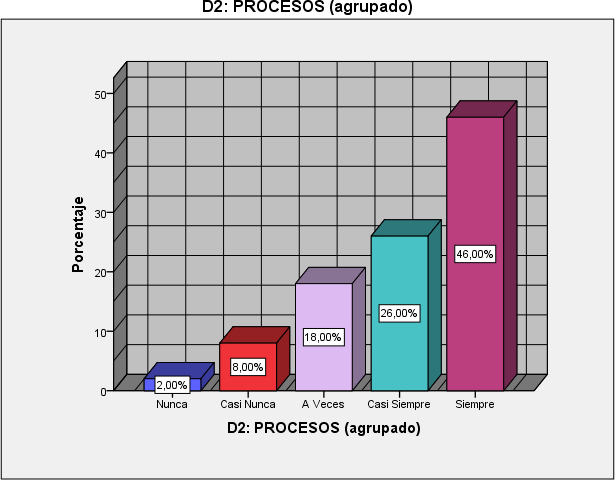 D2: PROCESOS (agrupado)
50
40
30
20
10
0
Porcentaje
2,00%
8,00%
18,00%
26,00%
46,00%
Nunca
Casi Nunca
A Veces
Casi Siempre
Siempre
D2: PROCESOS (agrupado)